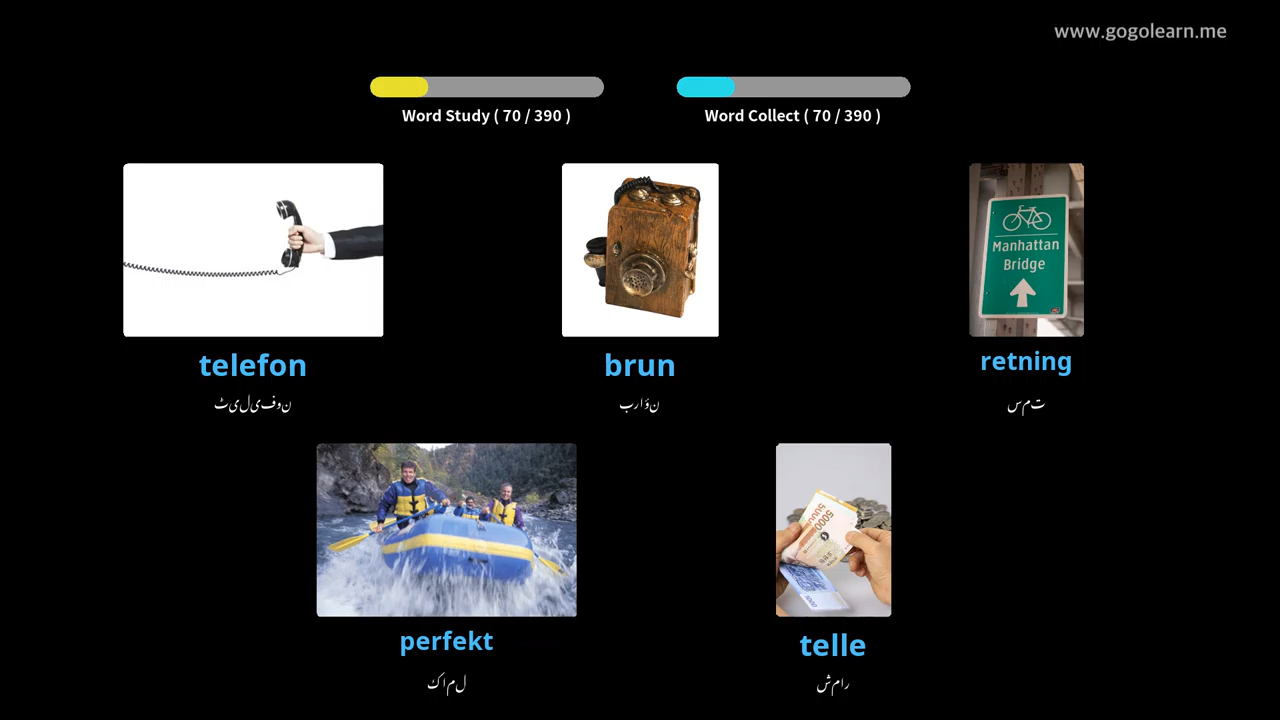 www.gogolearn.me
Word Study ( 70 / 390 )
Word Collect ( 70 / 390 )
Manhattan
Bridge
telefon
brun
retning
ٹیلیفون
براؤن
سمت
5000
perfekt
telle
کامل
شمار